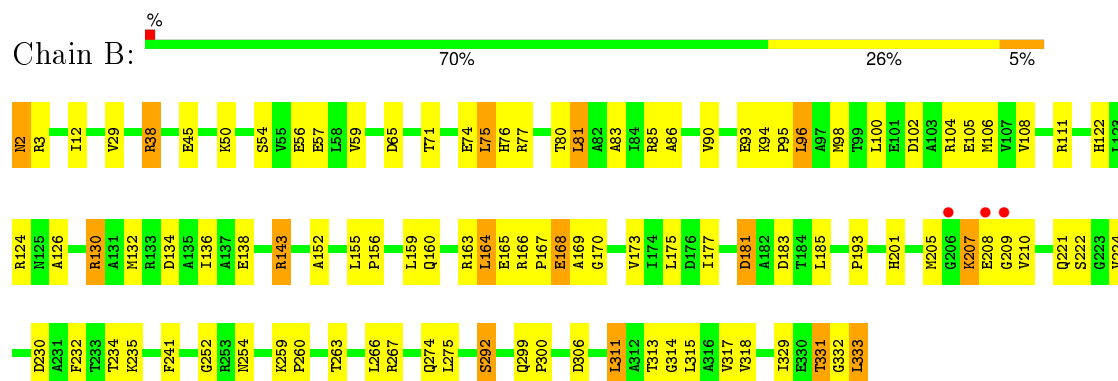 %
Chain B:
70% 26% 5%
N2 R3 I12 V29 R38 E45 K50 S54 V55 E56 E57 L58 V59 D65 T71 E74 L75 H76 R77 T80 L81 A82 A83 I84 R85 A86 V90 E93 K94 P95 L96 A97 M98 T99 L100 E101 D102 A103 R104 E105 M106 V107 V108 R111 H122 L123
R124 N125 A126 R130 A131 M132 R133 D134 A135 I136 A137 E138 R143 A152 L155 P156 L159 Q160 R163 L164 E165 R166 P167 E168 A169 G170 V173 I174 L175 D176 I177 D181 A182 D183 T184 L185 P193 H201 M205 G206 K207 E208 G209 V210 Q221 S222 G223 V224
D230 A231 F232 T233 T234 K235 F241 G252 R253 N254 K259 P260 T263 L266 R267 Q274 L275 S292 Q299 P300 D306 L311 A312 T313 G314 L315 A316 V317 V318 I329 E330 T331 G332 L333